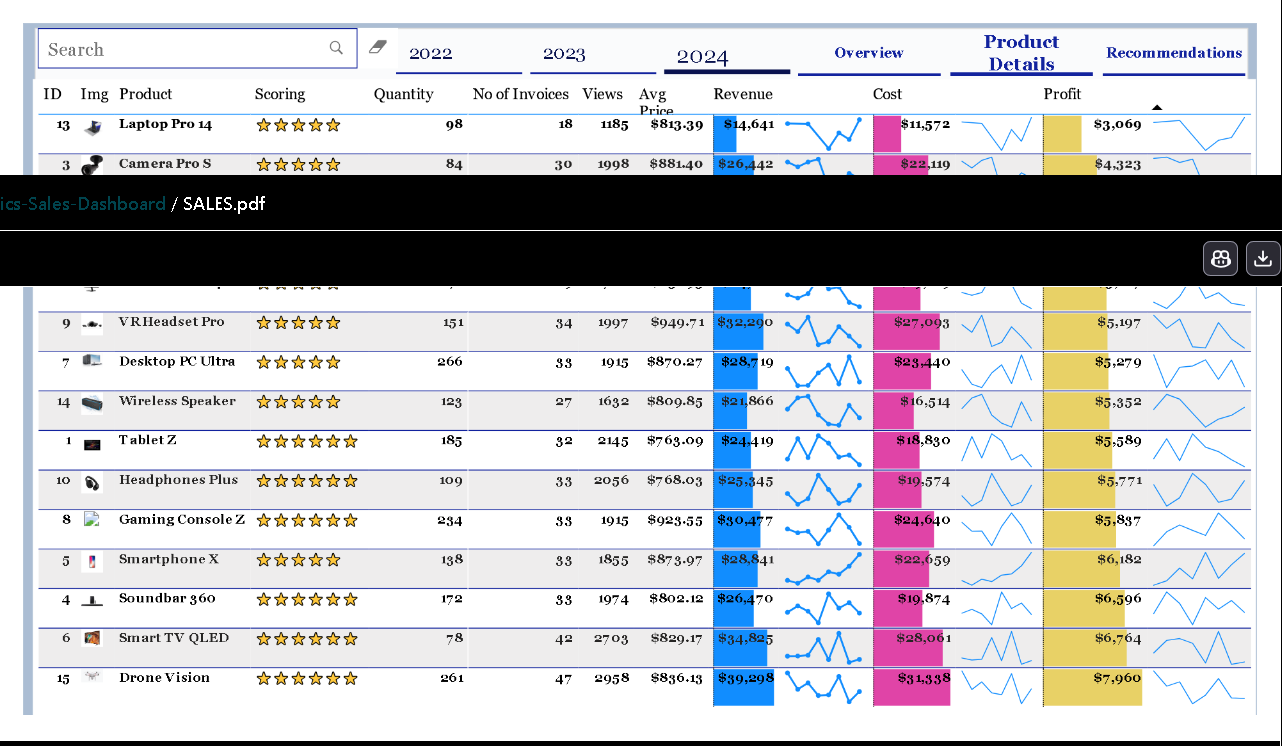 Search 2022 2023 2024 Overview Product Details Recommendations
ID Img Product Scoring Quantity No of Invoices Views Avg Price Revenue Cost Profit
13 Laptop Pro 14 98 18 1185 $813.39 $14,641 $11,572 $3,069
3 Camera Pro S 84 30 1998 $881.40 $26,442 $22,119 $4,323
ics-Sales-Dashboard / SALES.pdf
9 VR Headset Pro 151 34 1997 $949.71 $32,290 $27,093 $5,197
7 Desktop PC Ultra 266 33 1915 $870.27 $28,719 $23,440 $5,279
14 Wireless Speaker 123 27 1632 $809.85 $21,866 $16,514 $5,352
1 Tablet Z 185 32 2145 $763.09 $24,419 $18,830 $5,589
10 Headphones Plus 109 33 2056 $768.03 $25,345 $19,574 $5,771
8 Gaming Console Z 234 33 1915 $923.55 $30,477 $24,640 $5,837
5 Smartphone X 138 33 1855 $873.97 $28,841 $22,659 $6,182
4 Soundbar 360 172 33 1974 $802.12 $26,470 $19,874 $6,596
6 Smart TV QLED 78 42 2703 $829.17 $34,825 $28,061 $6,764
15 Drone Vision 261 47 2958 $836.13 $39,298 $31,338 $7,960